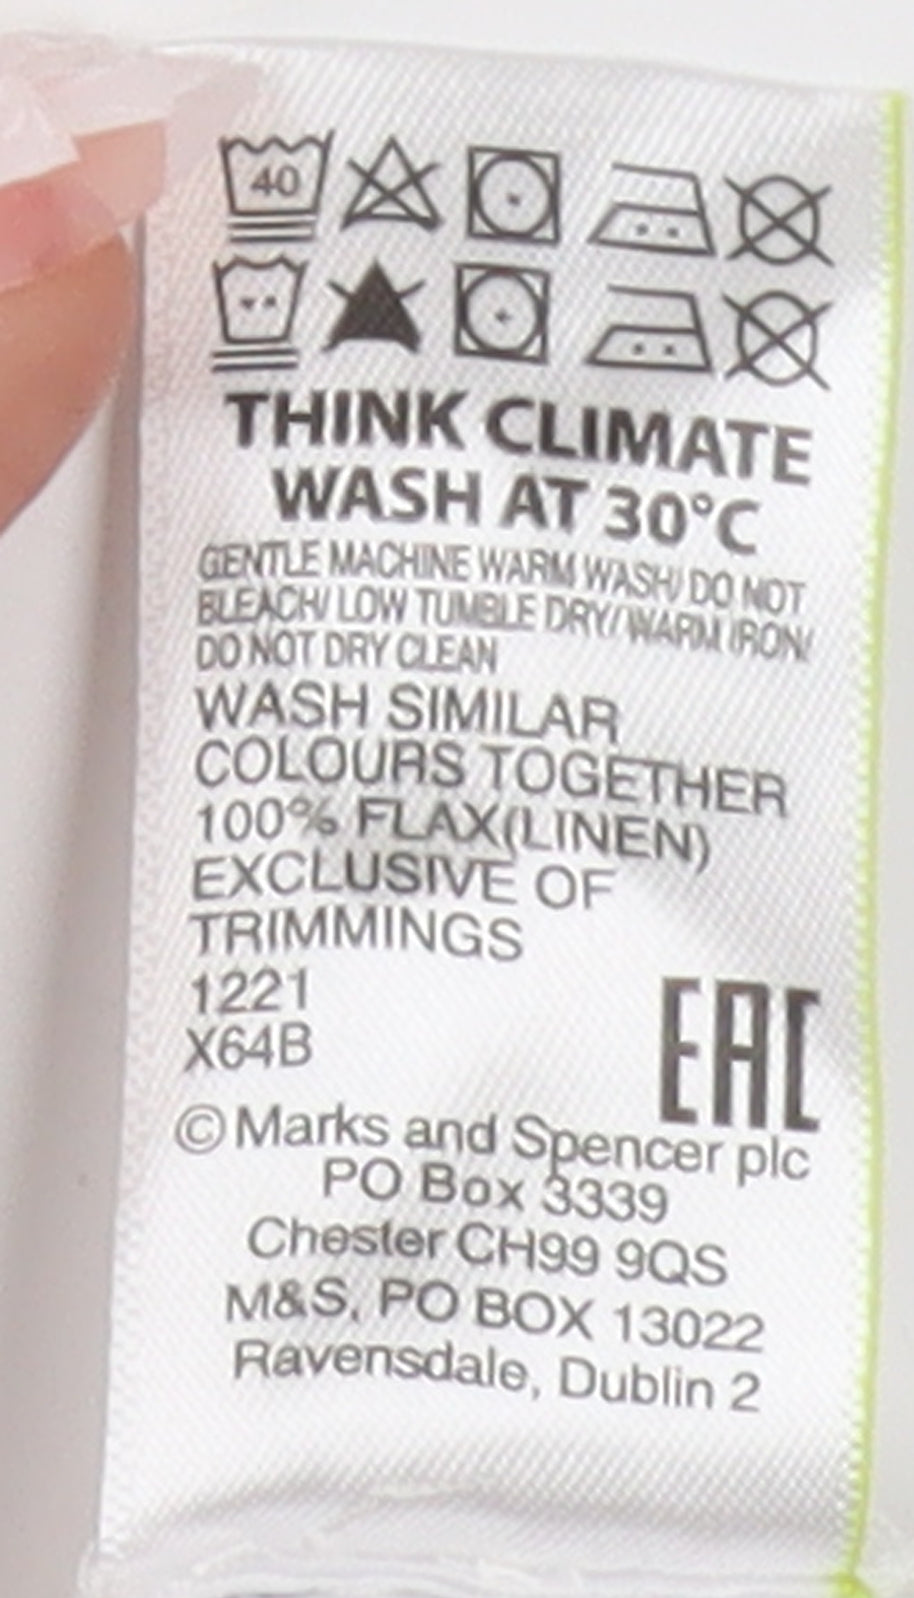 40
THINK CLIMATE
WASH AT 30°C
GENTLE MACHINE WARM WASH/ DO NOT
BLEACH/ LOW TUMBLE DRY/ WARM IRON/
DO NOT DRY CLEAN
WASH SIMILAR
COLOURS TOGETHER
100% FLAX(LINEN)
EXCLUSIVE OF
TRIMMINGS
1221
X64B
EAC
©Marks and Spencer plc
PO Box 3339
Chester CH99 9QS
M&S, PO BOX 13022
Ravensdale, Dublin 2